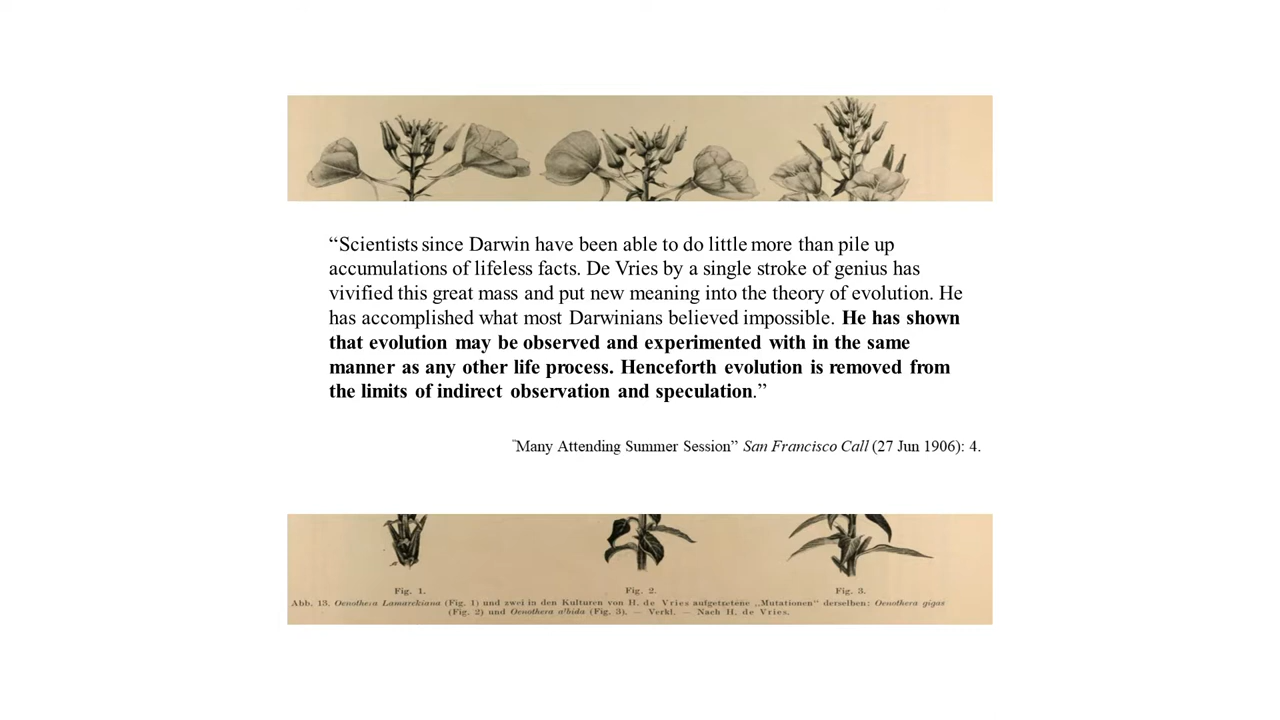 “Scientists since Darwin have been able to do little more than pile up
accumulations of lifeless facts. De Vries by a single stroke of genius has
vivified this great mass and put new meaning into the theory of evolution. He
has accomplished what most Darwinians believed impossible. He has shown
that evolution may be observed and experimented with in the same
manner as any other life process. Henceforth evolution is removed from
the limits of indirect observation and speculation.”
“Many Attending Summer Session” San Francisco Call (27 Jun 1906): 4.
Fig. 1. Fig. 2. Fig. 3.
Abb. 13. Oenothera Lamarckiana (Fig. 1) und zwei in den Kulturen von H. de Vries aufgetretene „Mutationen“ derselben: Oenothera gigas
(Fig. 2) und Oenothera albida (Fig. 3). — Verkl. — Nach H. de Vries.